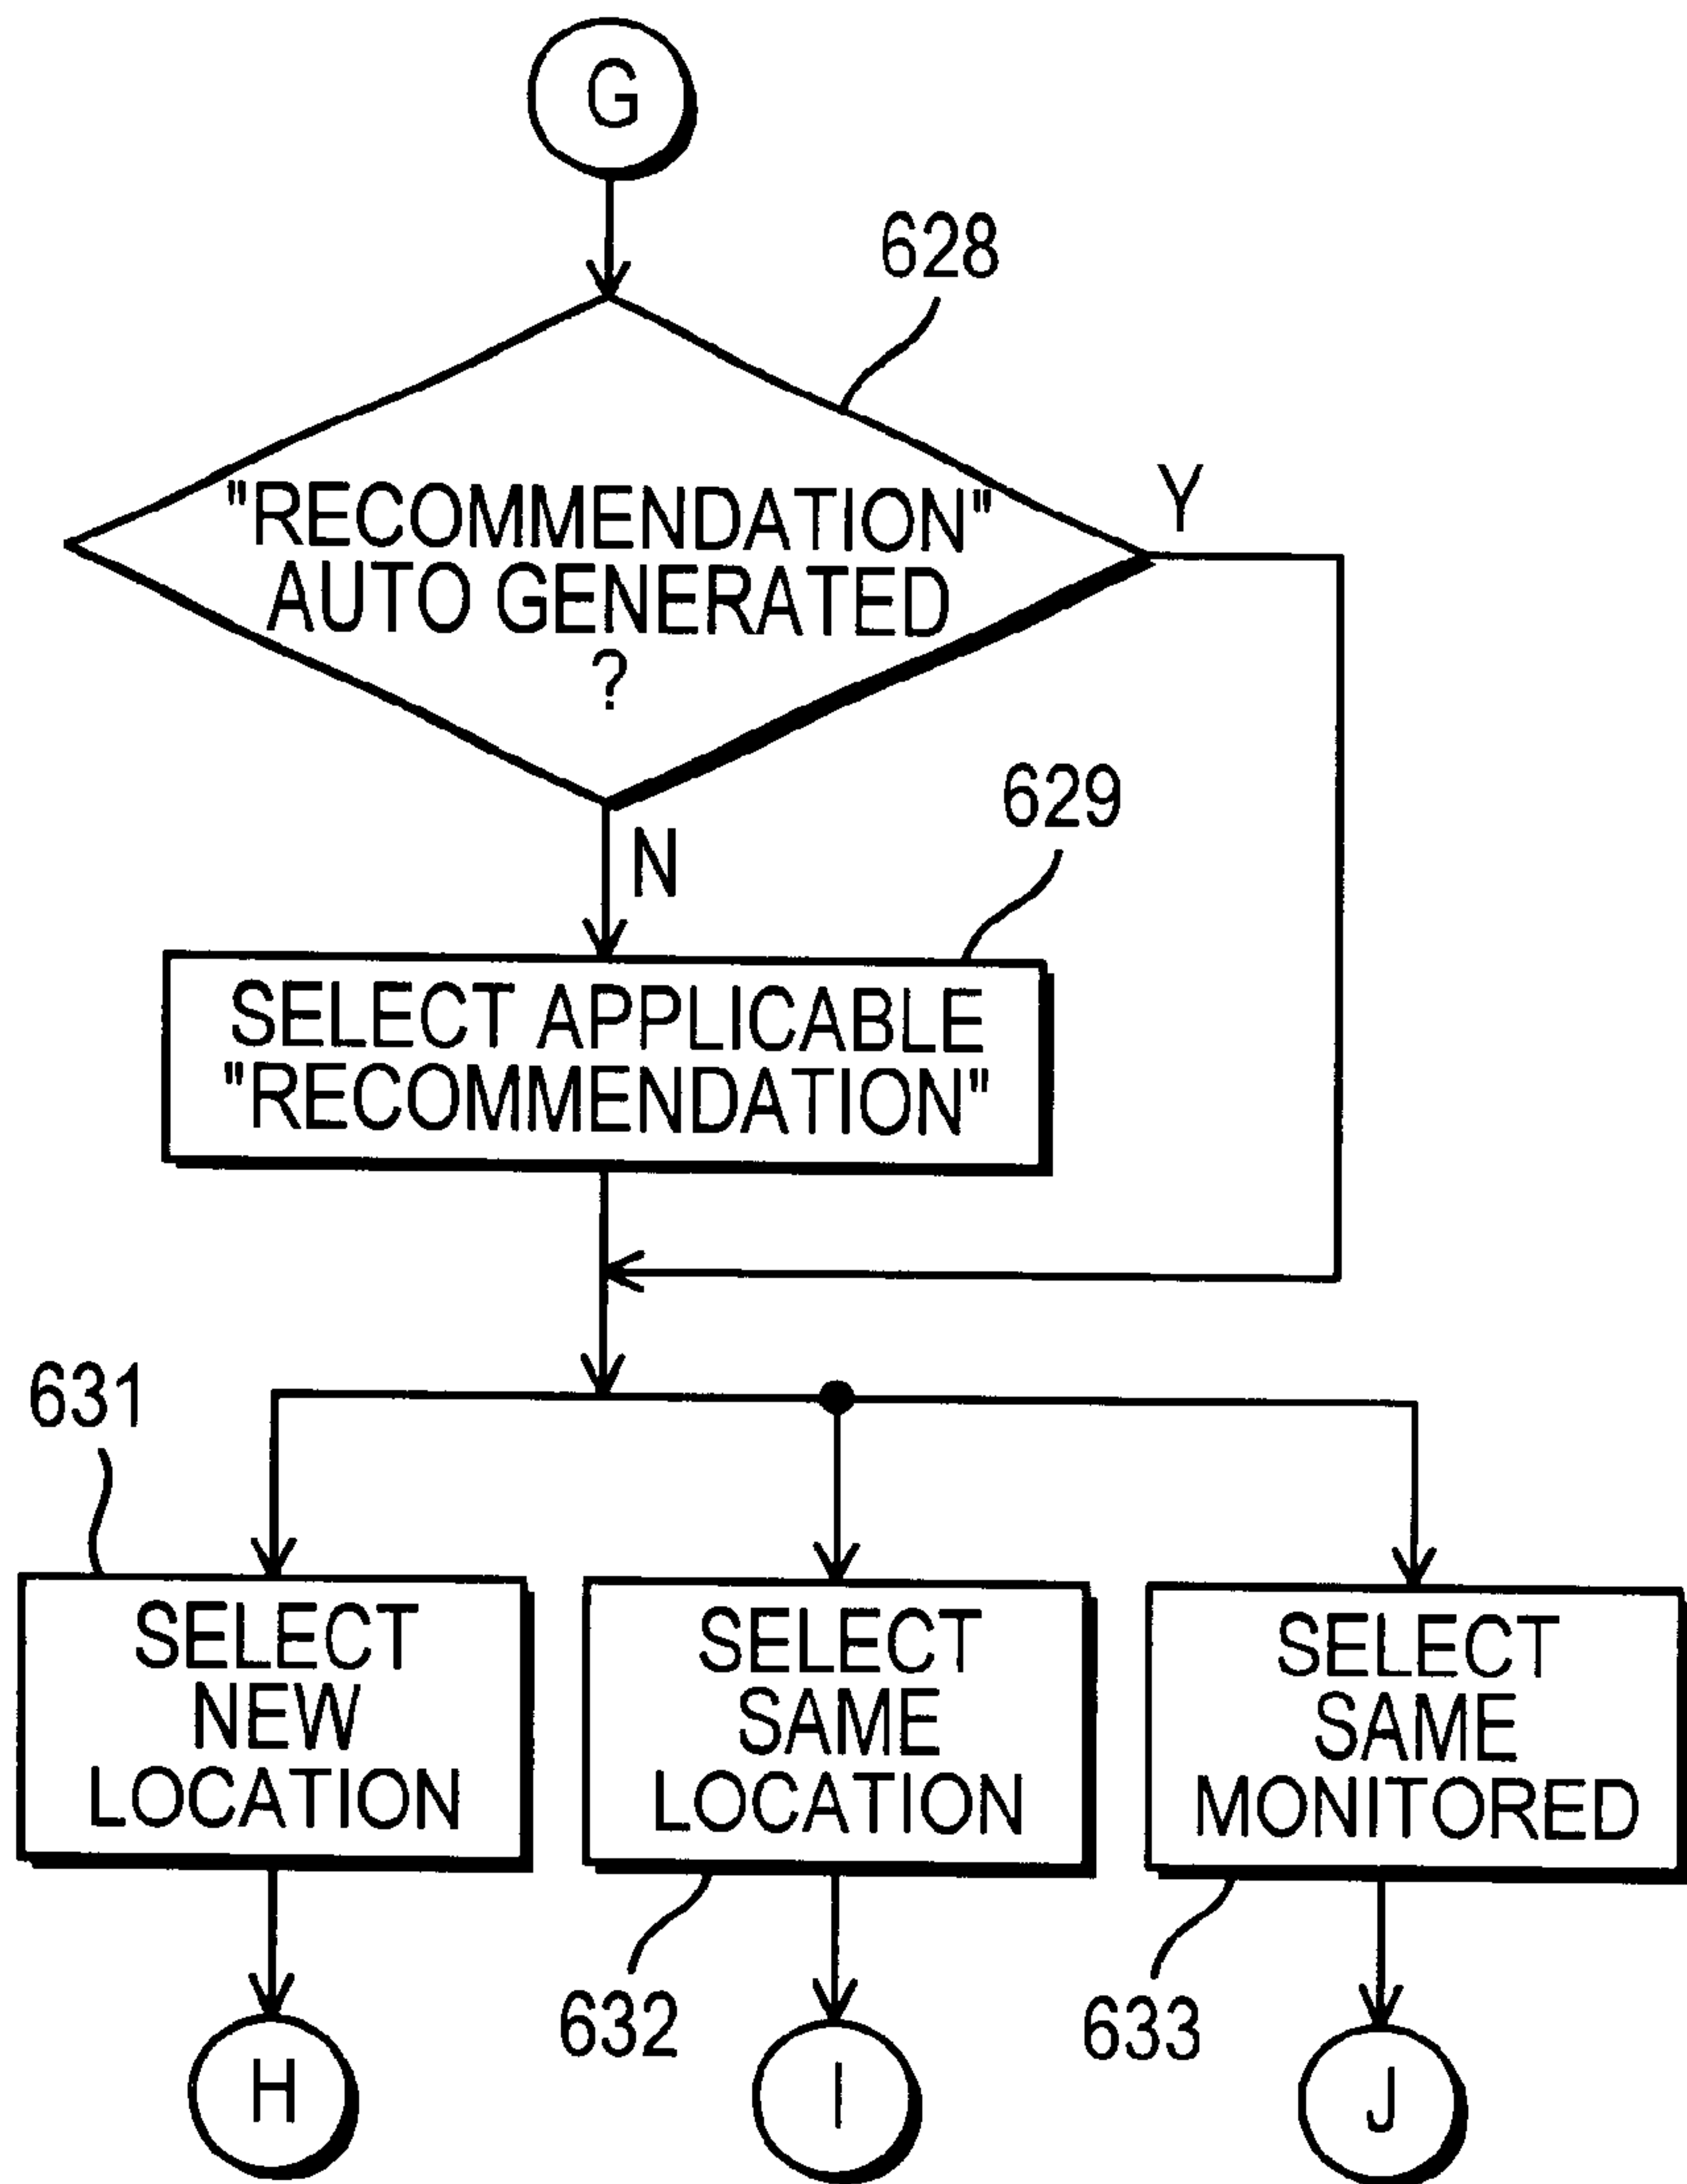 G
628
"RECOMMENDATION"
AUTO GENERATED
?
Y
N
629
SELECT APPLICABLE
"RECOMMENDATION"
631
SELECT
NEW
LOCATION
SELECT
SAME
LOCATION
SELECT
SAME
MONITORED
632
633
H
I
J